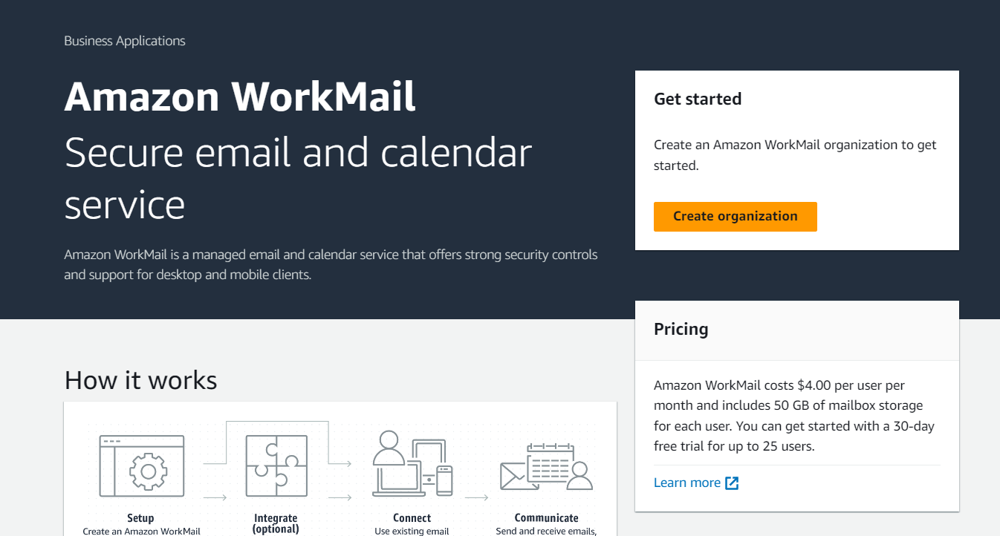 Business Applications
Amazon WorkMail
Secure email and calendar
service
Amazon WorkMail is a managed email and calendar service that offers strong security controls
and support for desktop and mobile clients.
Get started
Create an Amazon WorkMail organization to get
started.
Create organization
Pricing
Amazon WorkMail costs $4.00 per user per
month and includes 50 GB of mailbox storage
for each user. You can get started with a 30-day
free trial for up to 25 users.
Learn more
How it works
Setup
Create an Amazon WorkMail
Integrate
(optional)
Connect
Use existing email
Communicate
Send and receive emails,